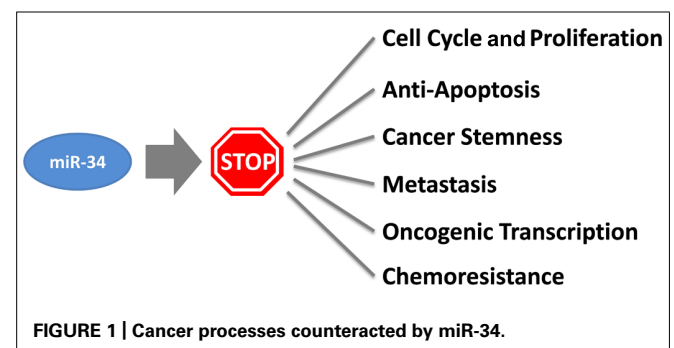 Cell Cycle and Proliferation
Anti-Apoptosis
Cancer Stemness
miR-34
STOP
Metastasis
Oncogenic Transcription
Chemoresistance
FIGURE 1 | Cancer processes counteracted by miR-34.